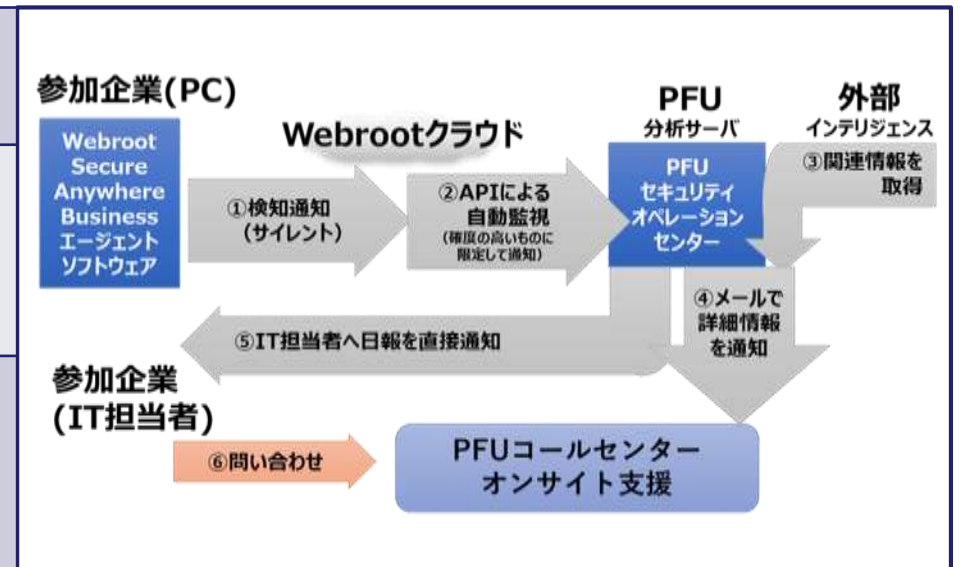 参加企業(PC)
Webroot
Secure
Anywhere
Business
エージェント
ソフトウェア
Webrootクラウド
①検知通知
(サイレント)
②APIによる
自動監視
(確度の高いものに
限定して通知)
PFU
分析サーバ
PFU
セキュリティ
オペレーション
センター
外部
インテリジェンス
③関連情報を
取得
④メールで
詳細情報
を通知
⑤IT担当者へ日報を直接通知
参加企業
(IT担当者)
⑥問い合わせ
PFUコールセンター
オンサイト支援